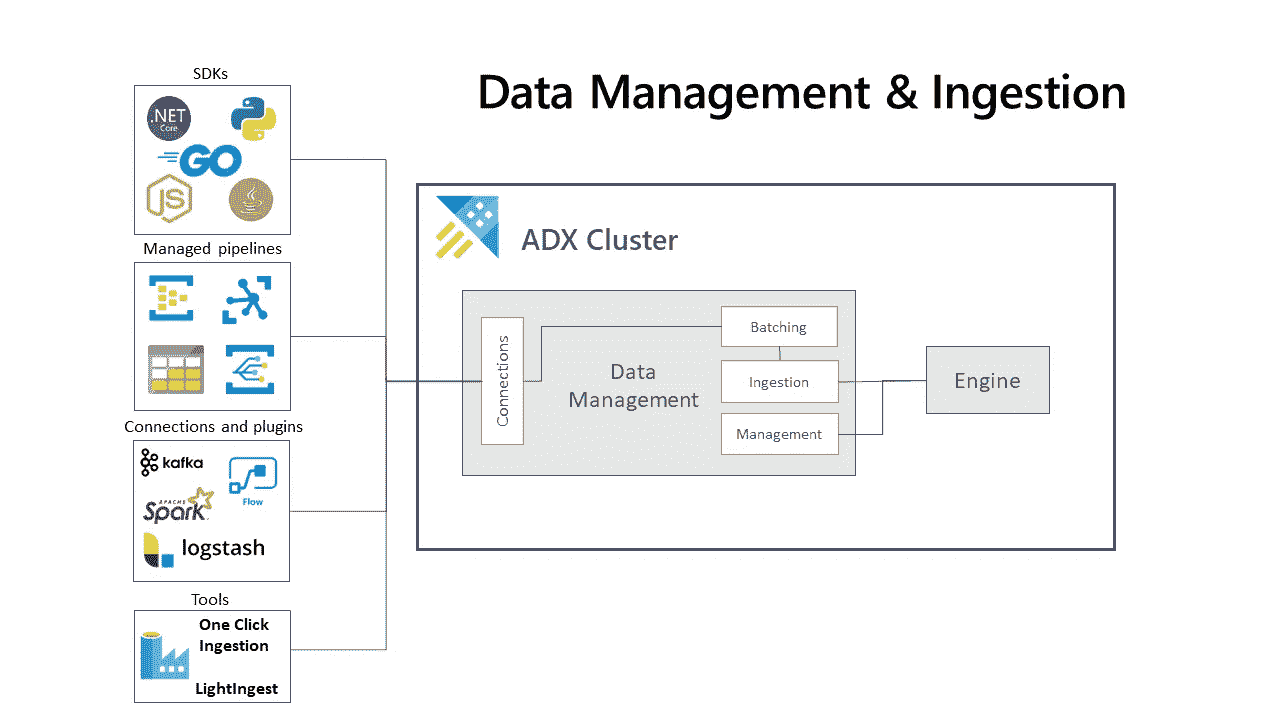 Data Management & Ingestion
SDKs
.NET
Core
GO
JS
Managed pipelines
Connections and plugins
kafka
Flow
APACHE
Spark
logstash
Tools
One Click
Ingestion
LightIngest
ADX Cluster
Connections
Data
Management
Batching
Ingestion
Management
Engine